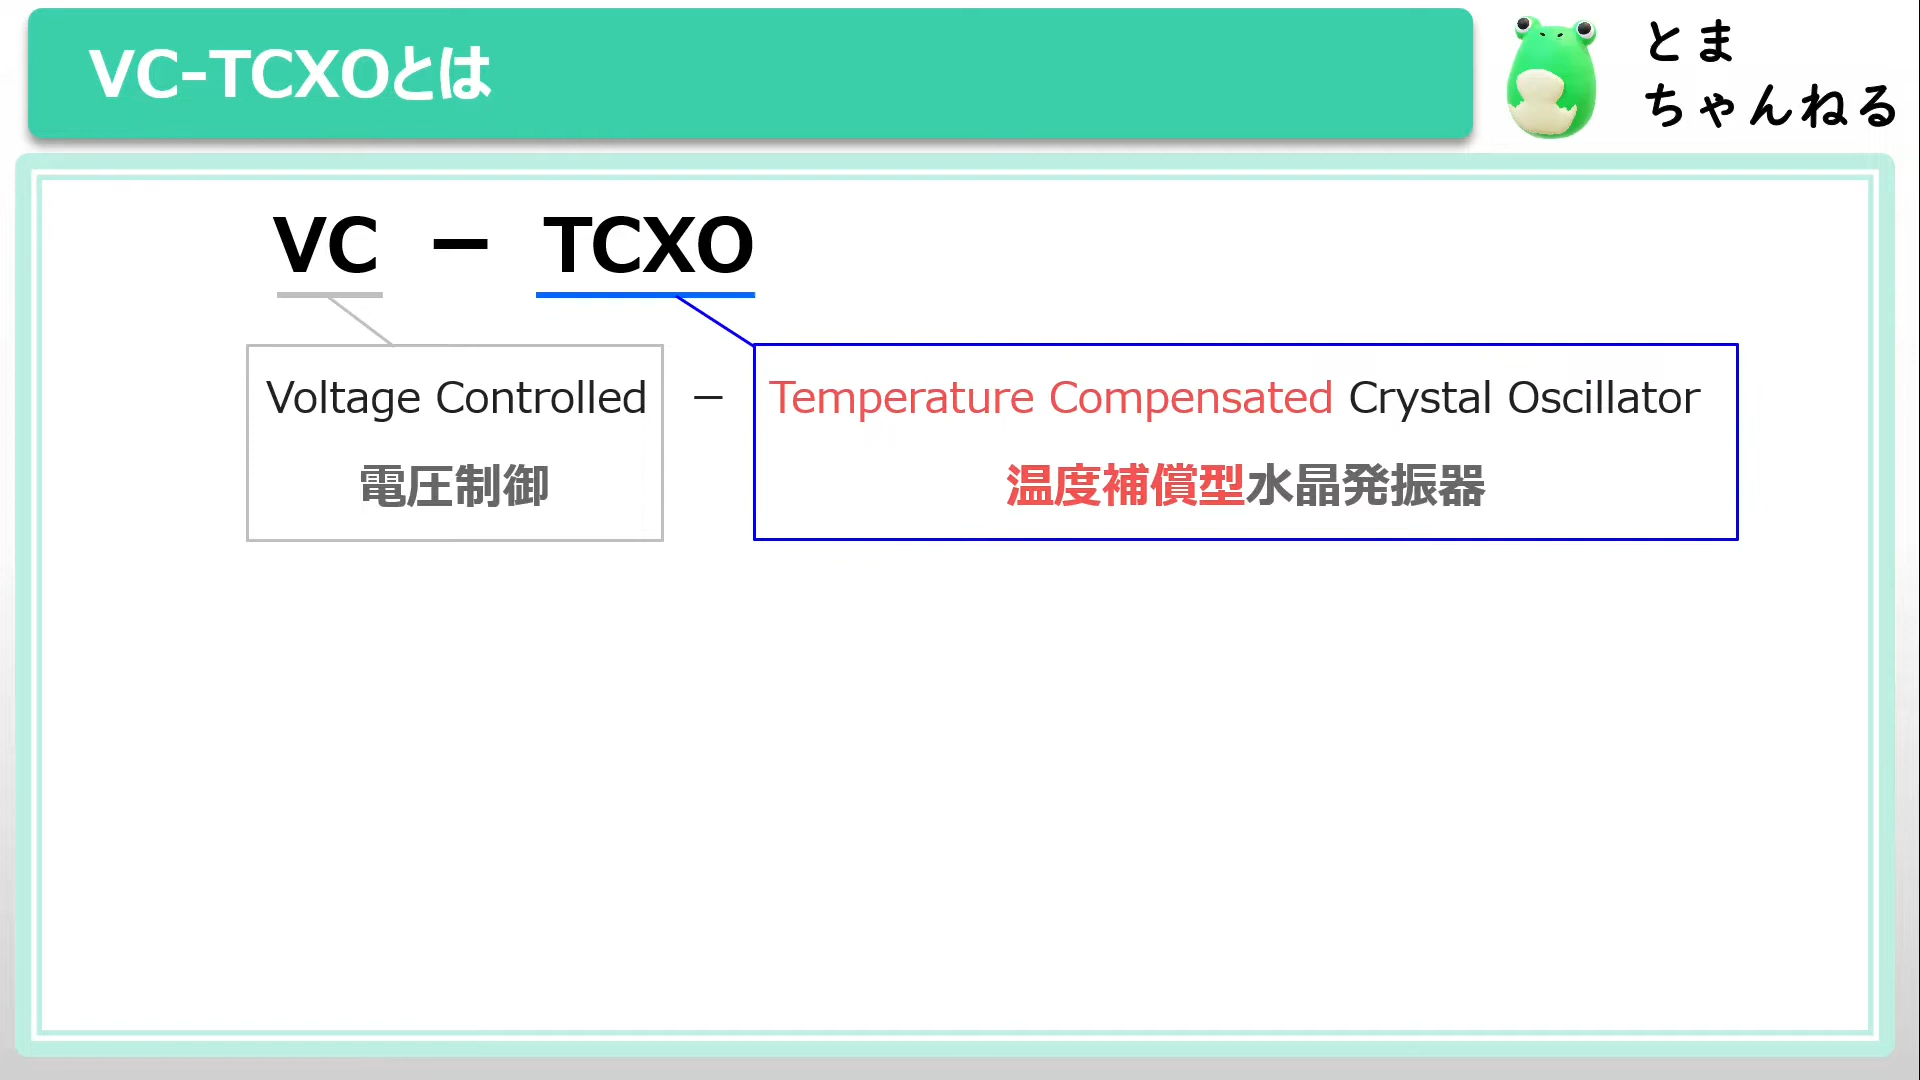 VC-TCXOとは
とま
ちゃんねる
VC － TCXO
Voltage Controlled － Temperature Compensated Crystal Oscillator
電圧制御 温度補償型水晶発振器